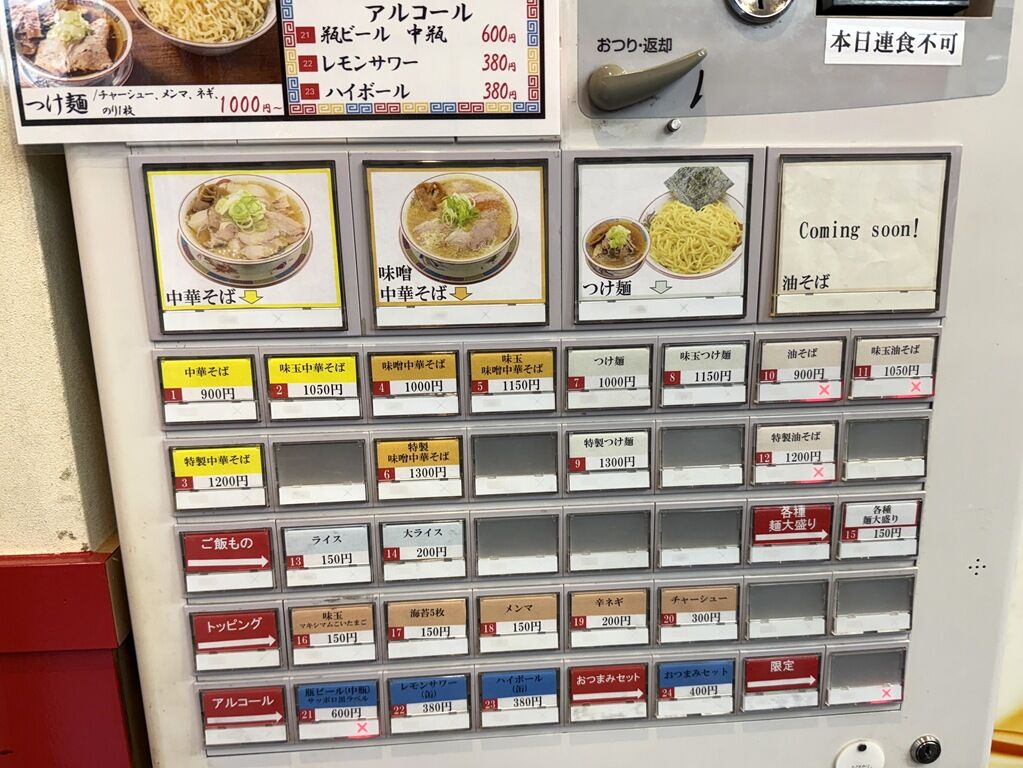 アルコール
21 瓶ビール 中瓶 600円
22 レモンサワー 380円
23 ハイボール 380円
つけ麺 /チャーシュー、メンマ、ネギ、のり1枚 1000円~
おつり・返却
本日連食不可
中華そば
味噌
中華そば
つけ麺
Coming soon!
油そば
中華そば
1 900円
味玉中華そば
2 1050円
味噌中華そば
4 1000円
味玉
味噌中華そば
5 1150円
つけ麺
7 1000円
味玉つけ麺
8 1150円
油そば
10 900円
味玉油そば
11 1050円
特製中華そば
3 1200円
特製
味噌中華そば
6 1300円
特製つけ麺
9 1300円
特製油そば
12 1200円
ご飯もの
ライス
13 150円
大ライス
14 200円
各種
麺大盛り
各種
麺大盛り
15 150円
トッピング
味玉
マキシマムこいたまご
16 150円
海苔5枚
17 150円
メンマ
18 150円
辛ネギ
19 200円
チャーシュー
20 300円
アルコール
瓶ビール(中瓶)
サッポロ黒ラベル
21 600円
レモンサワー
(缶)
22 380円
ハイボール
(缶)
23 380円
おつまみセット
おつまみセット
24 400円
限定